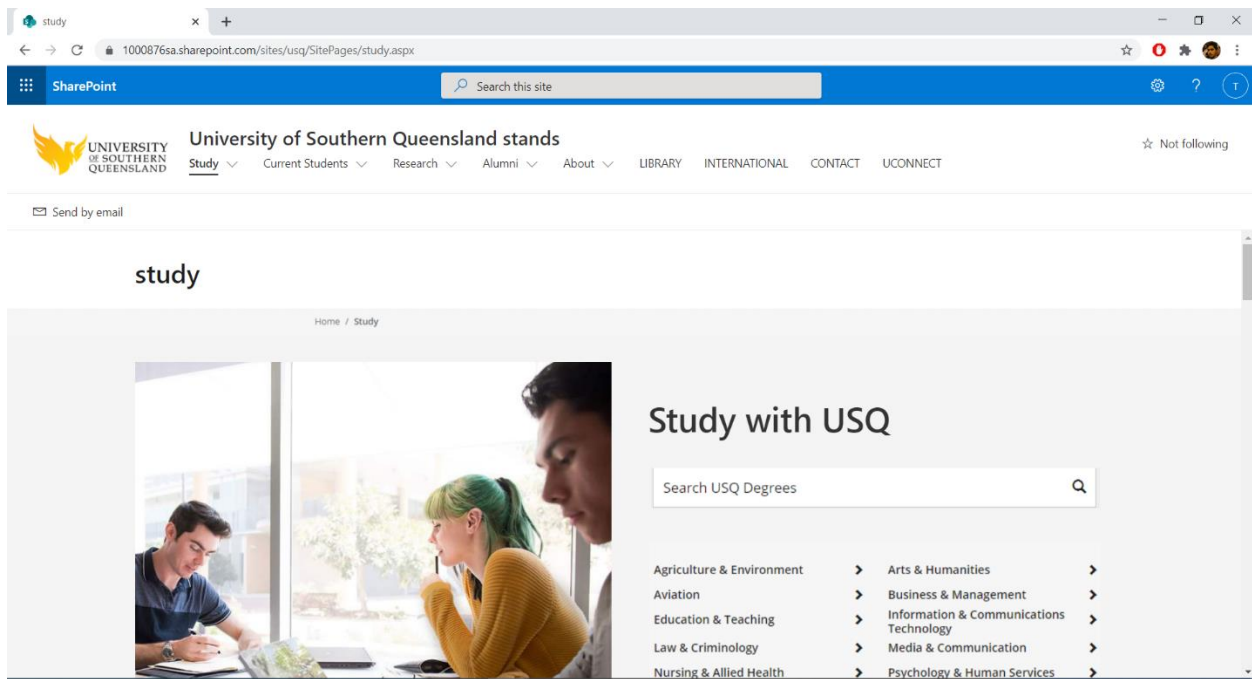 study
1000876sa.sharepoint.com/sites/usq/SitePages/study.aspx
SharePoint
Search this site
T
UNIVERSITY
OF SOUTHERN
QUEENSLAND
University of Southern Queensland stands
Not following
Study Current Students Research Alumni About LIBRARY INTERNATIONAL CONTACT UCONNECT
Send by email
study
Home / Study
Study with USQ
Search USQ Degrees
Agriculture & Environment
Arts & Humanities
Aviation
Business & Management
Education & Teaching
Information & Communications
Technology
Law & Criminology
Media & Communication
Nursing & Allied Health
Psychology & Human Services